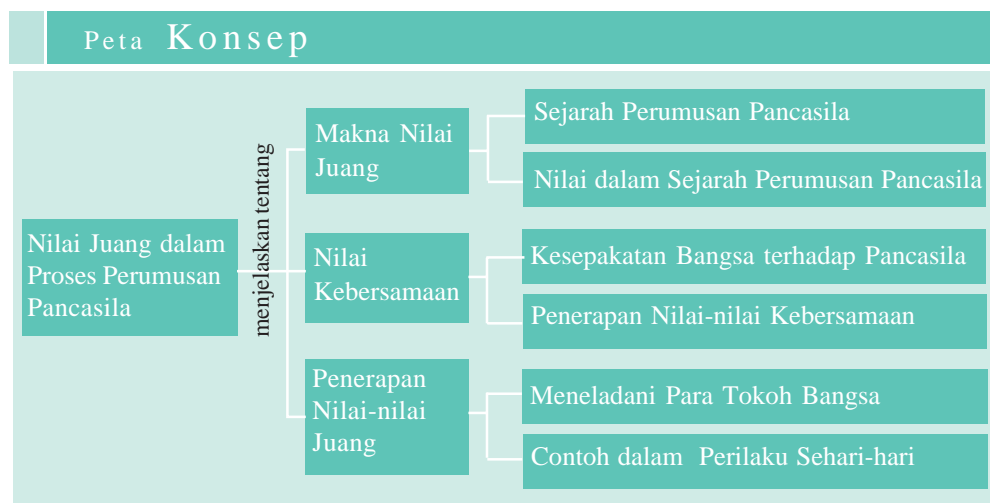 Peta Konsep
Nilai Juang dalam
Proses Perumusan
Pancasila
menjelaskan tentang
Makna Nilai
Juang
Sejarah Perumusan Pancasila
Nilai dalam Sejarah Perumusan Pancasila
Nilai
Kebersamaan
Kesepakatan Bangsa terhadap Pancasila
Penerapan Nilai-nilai Kebersamaan
Penerapan
Nilai-nilai
Juang
Meneladani Para Tokoh Bangsa
Contoh dalam Perilaku Sehari-hari